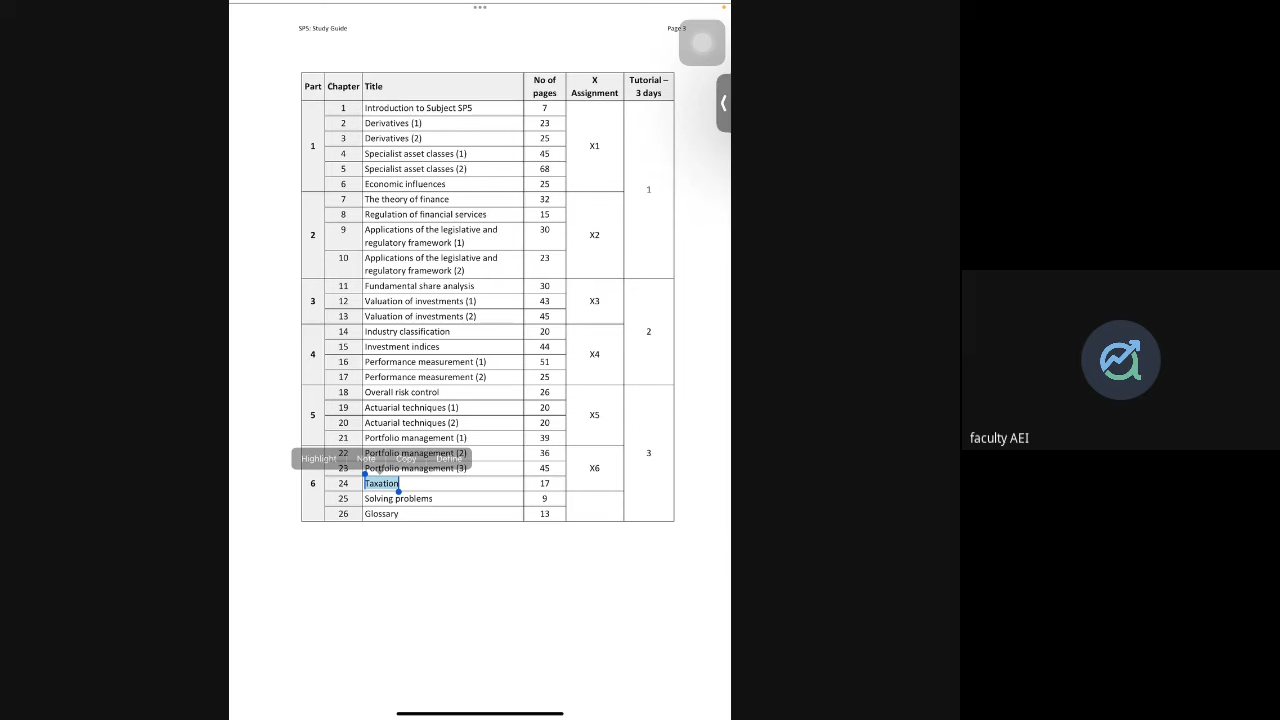 SP5: Study Guide Page 3
Part Chapter Title No of pages X Assignment Tutorial – 3 days
1 Introduction to Subject SP5 7
2 Derivatives (1) 23
3 Derivatives (2) 25
1 X1
4 Specialist asset classes (1) 45
5 Specialist asset classes (2) 68
6 Economic influences 25
1
7 The theory of finance 32
8 Regulation of financial services 15
9 Applications of the legislative and 30
2 X2
regulatory framework (1)
10 Applications of the legislative and 23
regulatory framework (2)
11 Fundamental share analysis 30
3 12 Valuation of investments (1) 43 X3
13 Valuation of investments (2) 45
14 Industry classification 20 2
15 Investment indices 44
4 X4
16 Performance measurement (1) 51
17 Performance measurement (2) 25
18 Overall risk control 26
19 Actuarial techniques (1) 20
5 X5
20 Actuarial techniques (2) 20
21 Portfolio management (1) 39
faculty AEI
22 Portfolio management (2) 36 3
Highlight Note Copy Define
23 Portfolio management (3) 45 X6
6 24 Taxation 17
25 Solving problems 9
26 Glossary 13